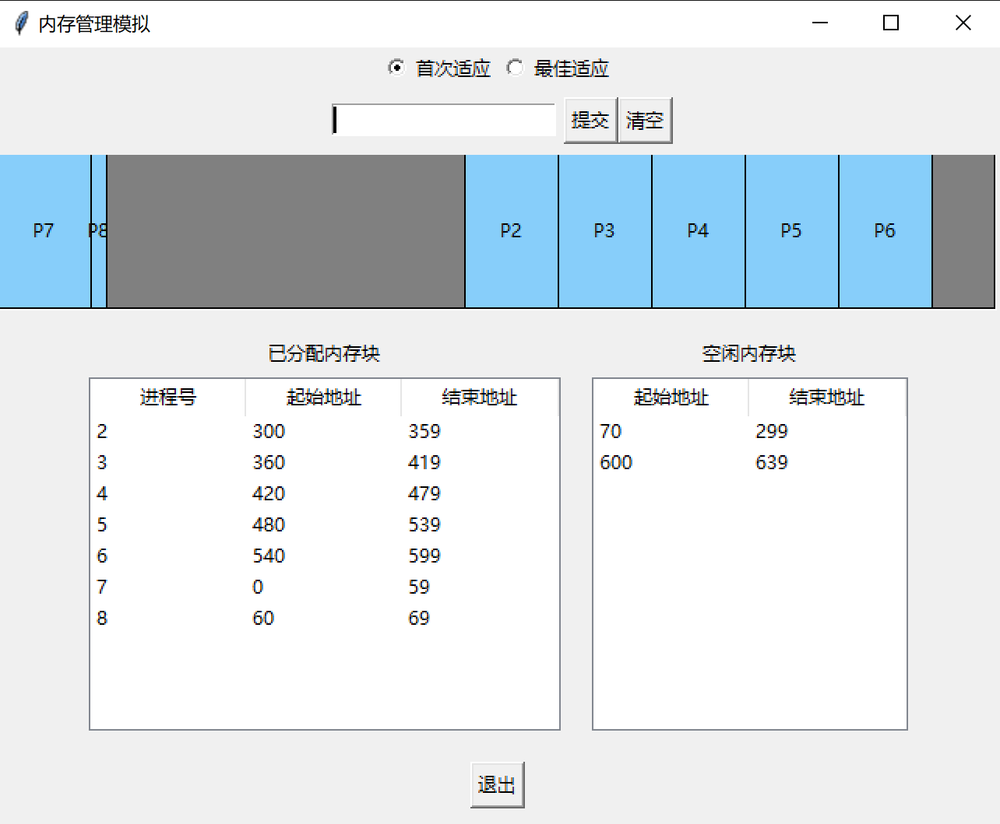 内存管理模拟
首次适应 最佳适应
提交 清空
P7 P8 P2 P3 P4 P5 P6
已分配内存块
进程号 起始地址 结束地址
2 300 359
3 360 419
4 420 479
5 480 539
6 540 599
7 0 59
8 60 69
空闲内存块
起始地址 结束地址
70 299
600 639
退出